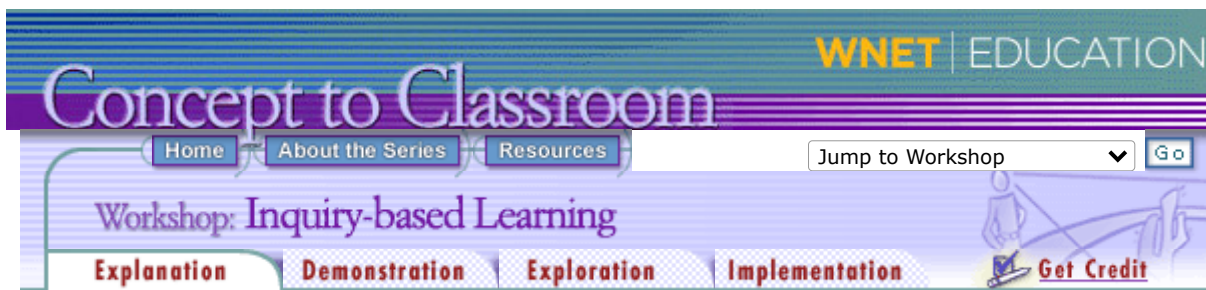 WNET | EDUCATION
Concept to Classroom
Home About the Series Resources Jump to Workshop Go
Workshop: Inquiry-based Learning
Explanation Demonstration Exploration Implementation Get Credit